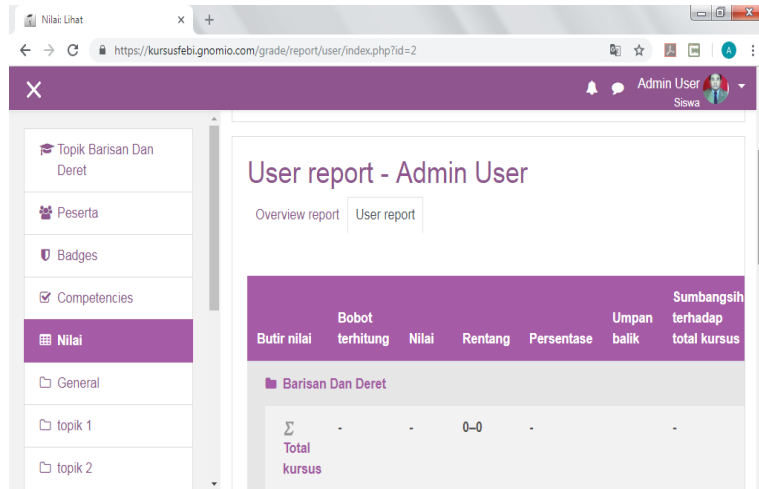 Nilai: Lihat
https://kursusfebi.gnomio.com/grade/report/user/index.php?id=2
A
Admin User
Siswa
Topik Barisan Dan
Deret
Peserta
Badges
Competencies
Nilai
General
topik 1
topik 2
User report - Admin User
Overview report User report
Butir nilai
Bobot
terhitung
Nilai
Rentang
Persentase
Umpan
balik
Sumbangsih
terhadap
total kursus
Barisan Dan Deret
Σ - - 0–0 - -
Total
kursus